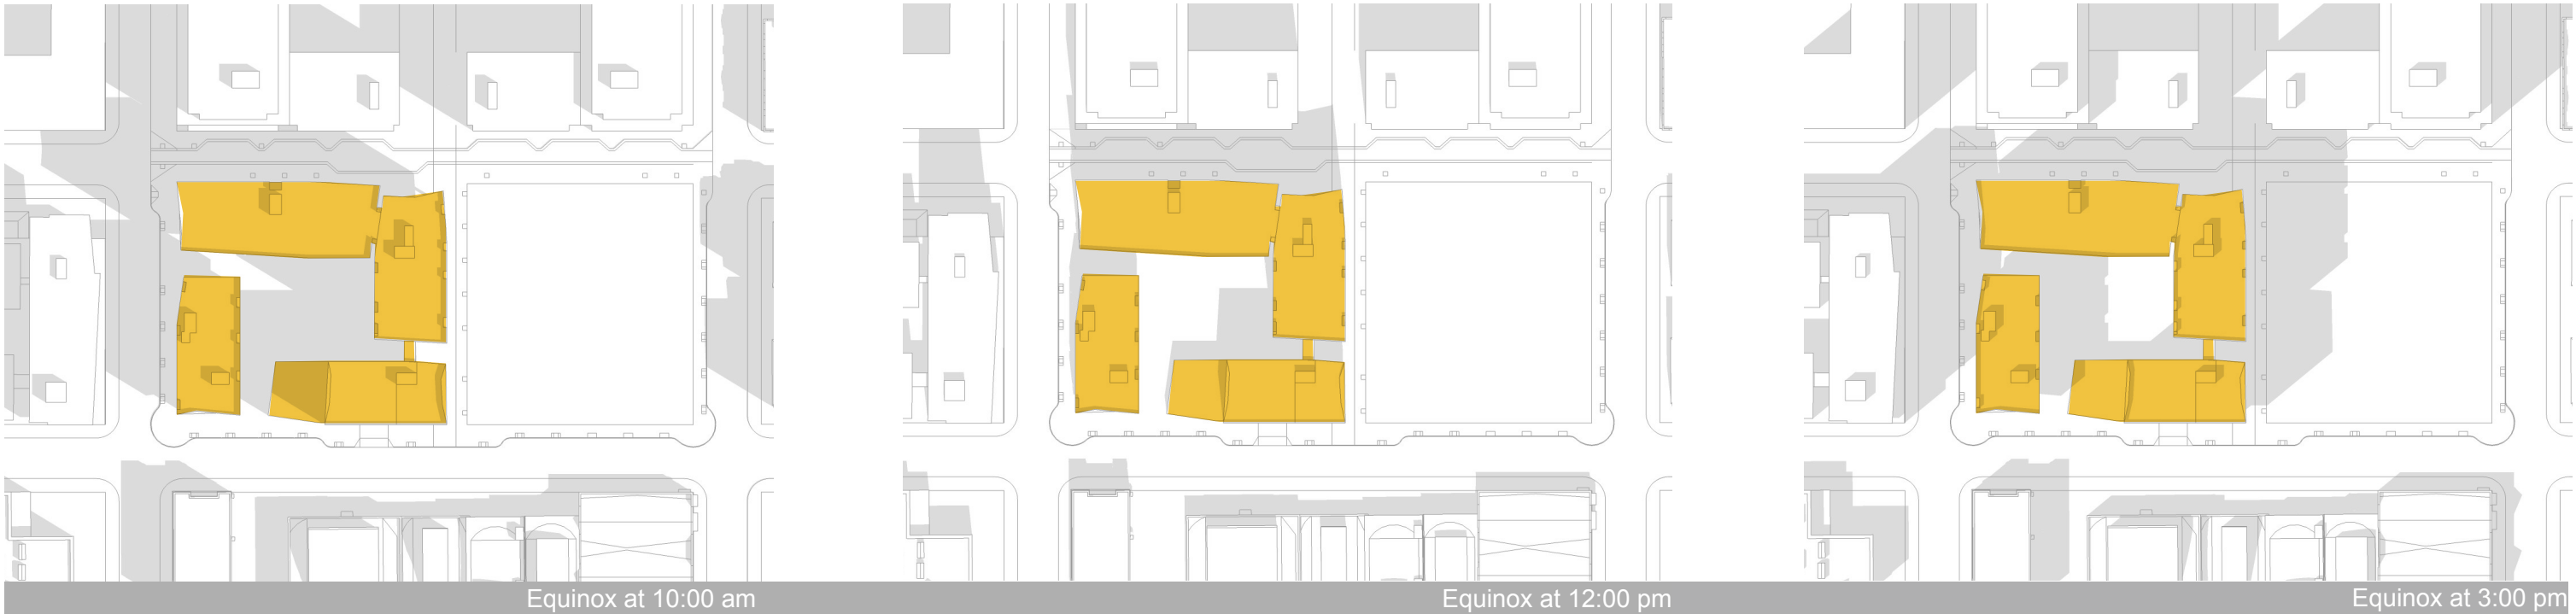 Equinox at 10:00 am
Equinox at 12:00 pm
Equinox at 3:00 pm